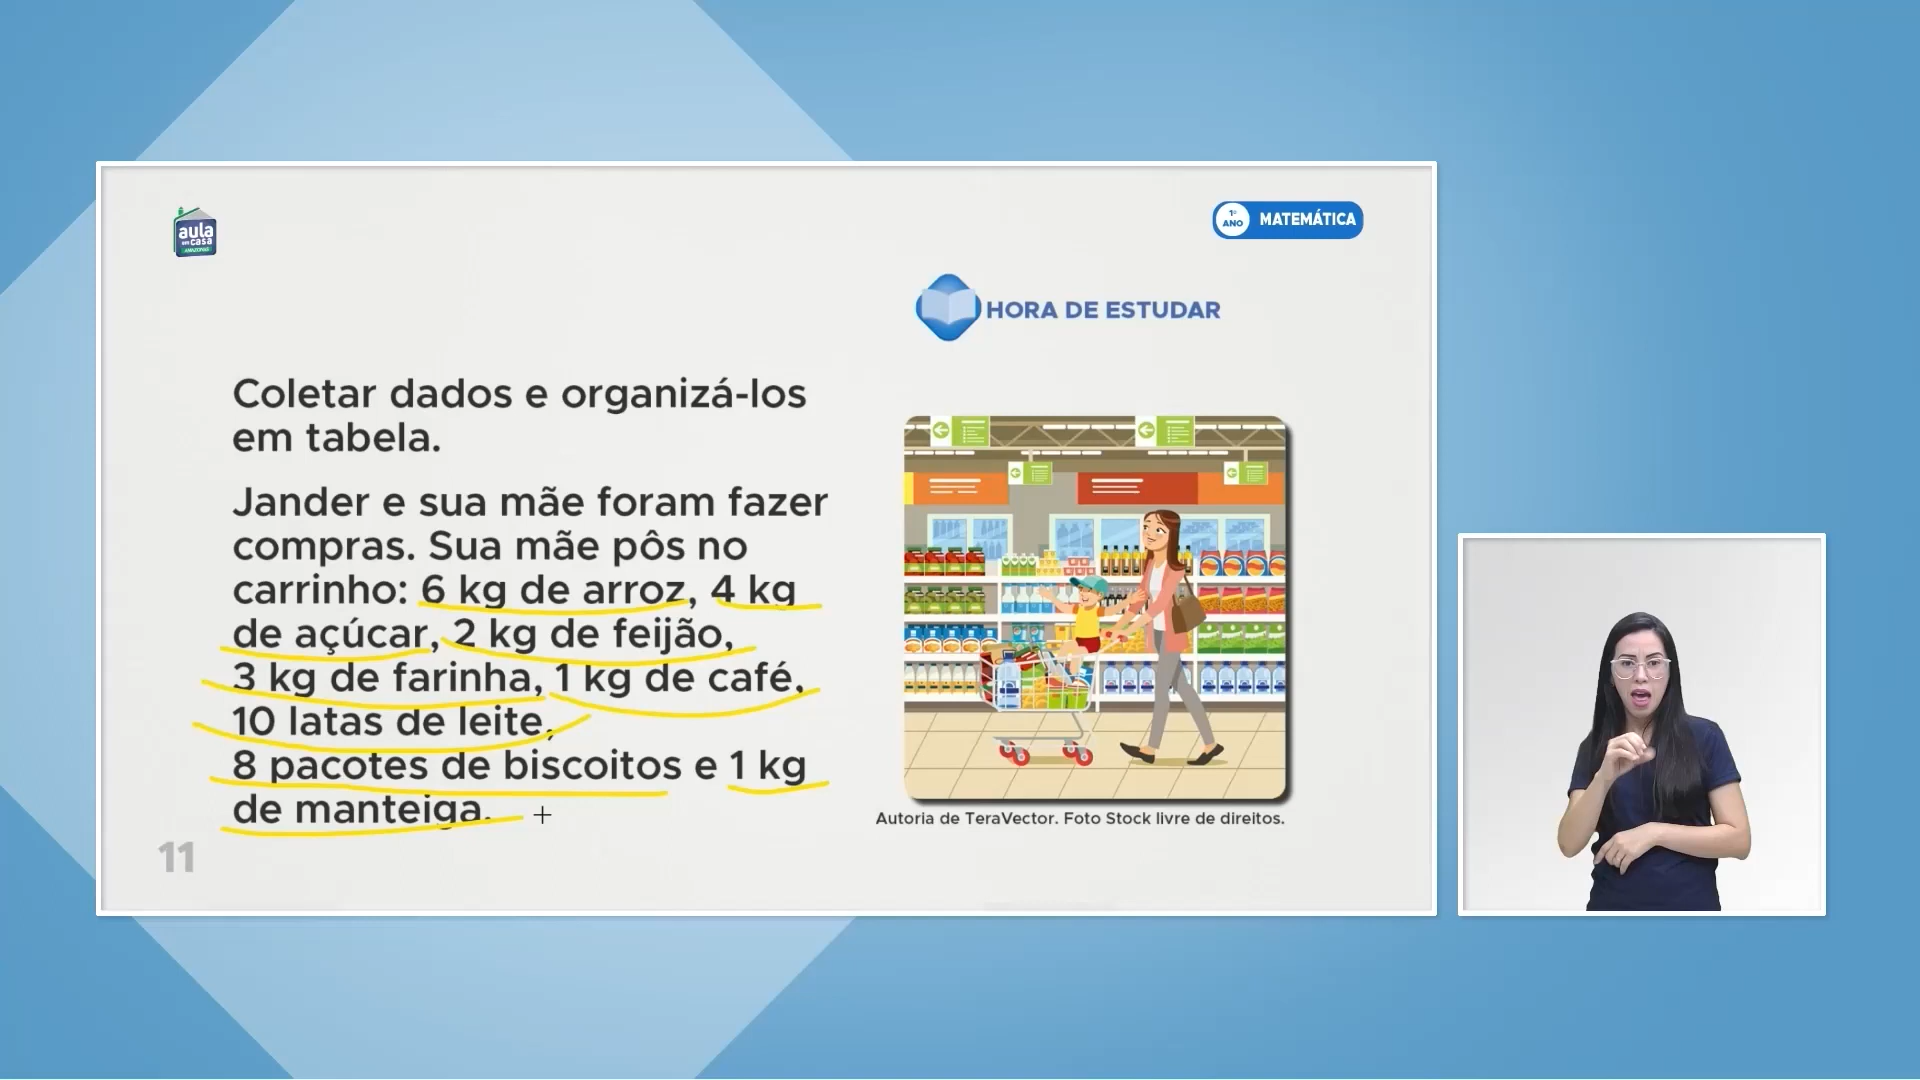 aula
em casa
AMAZONAS
1º
ANO
MATEMÁTICA
HORA DE ESTUDAR
Coletar dados e organizá-los
em tabela.
Jander e sua mãe foram fazer
compras. Sua mãe pôs no
carrinho: 6 kg de arroz, 4 kg
de açúcar, 2 kg de feijão,
3 kg de farinha, 1 kg de café,
10 latas de leite,
8 pacotes de biscoitos e 1 kg
de manteiga.
Autoria de TeraVector. Foto Stock livre de direitos.
11